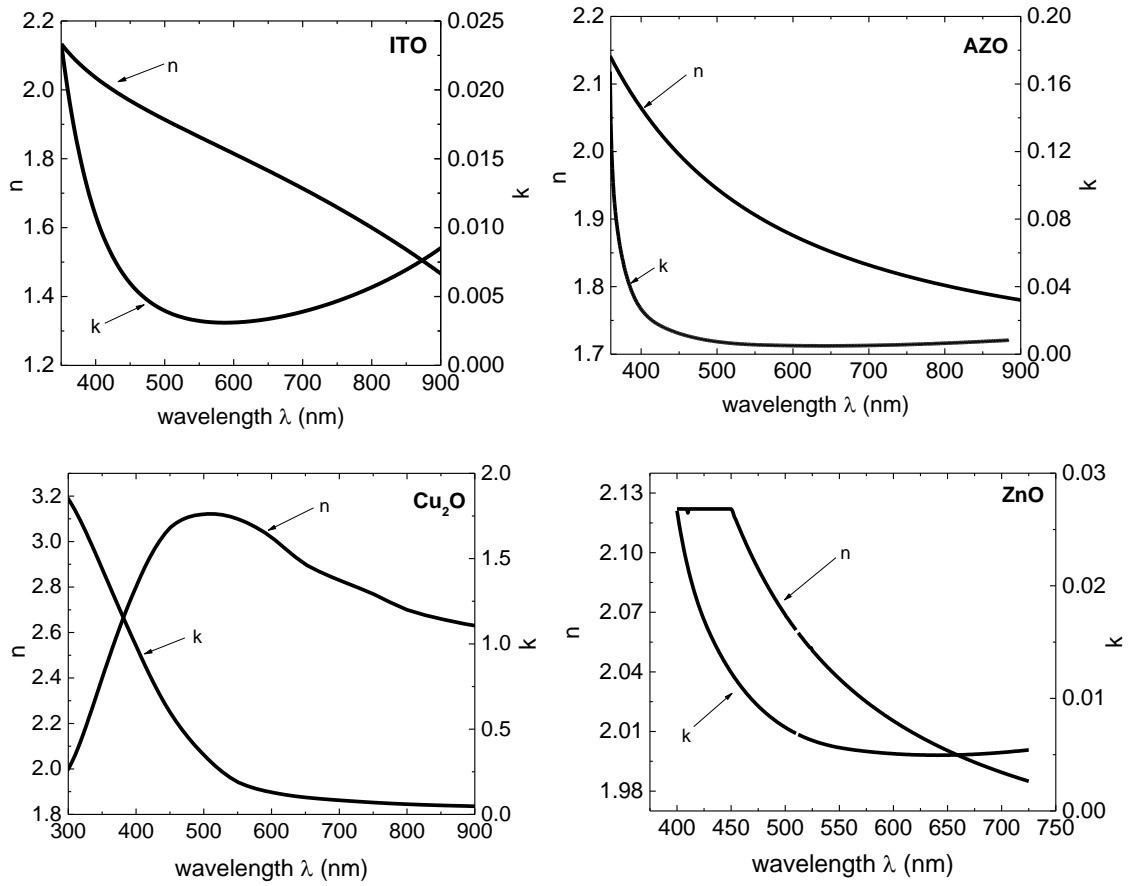 ITO
n
k
2.2
2.0
1.8
1.6
1.4
1.2
n
0.025
0.020
0.015
0.010
0.005
0.000
k
400 500 600 700 800 900
wavelength λ (nm)
AZO
n
k
2.2
2.1
2.0
1.9
1.8
1.7
n
0.20
0.16
0.12
0.08
0.04
0.00
k
400 500 600 700 800 900
wavelength λ (nm)
Cu₂O
n
k
3.2
3.0
2.8
2.6
2.4
2.2
2.0
1.8
n
2.0
1.5
1.0
0.5
0.0
k
300 400 500 600 700 800 900
wavelength λ (nm)
ZnO
n
k
2.13
2.10
2.07
2.04
2.01
1.98
n
0.03
0.02
0.01
0.00
k
400 450 500 550 600 650 700 750
wavelength λ (nm)